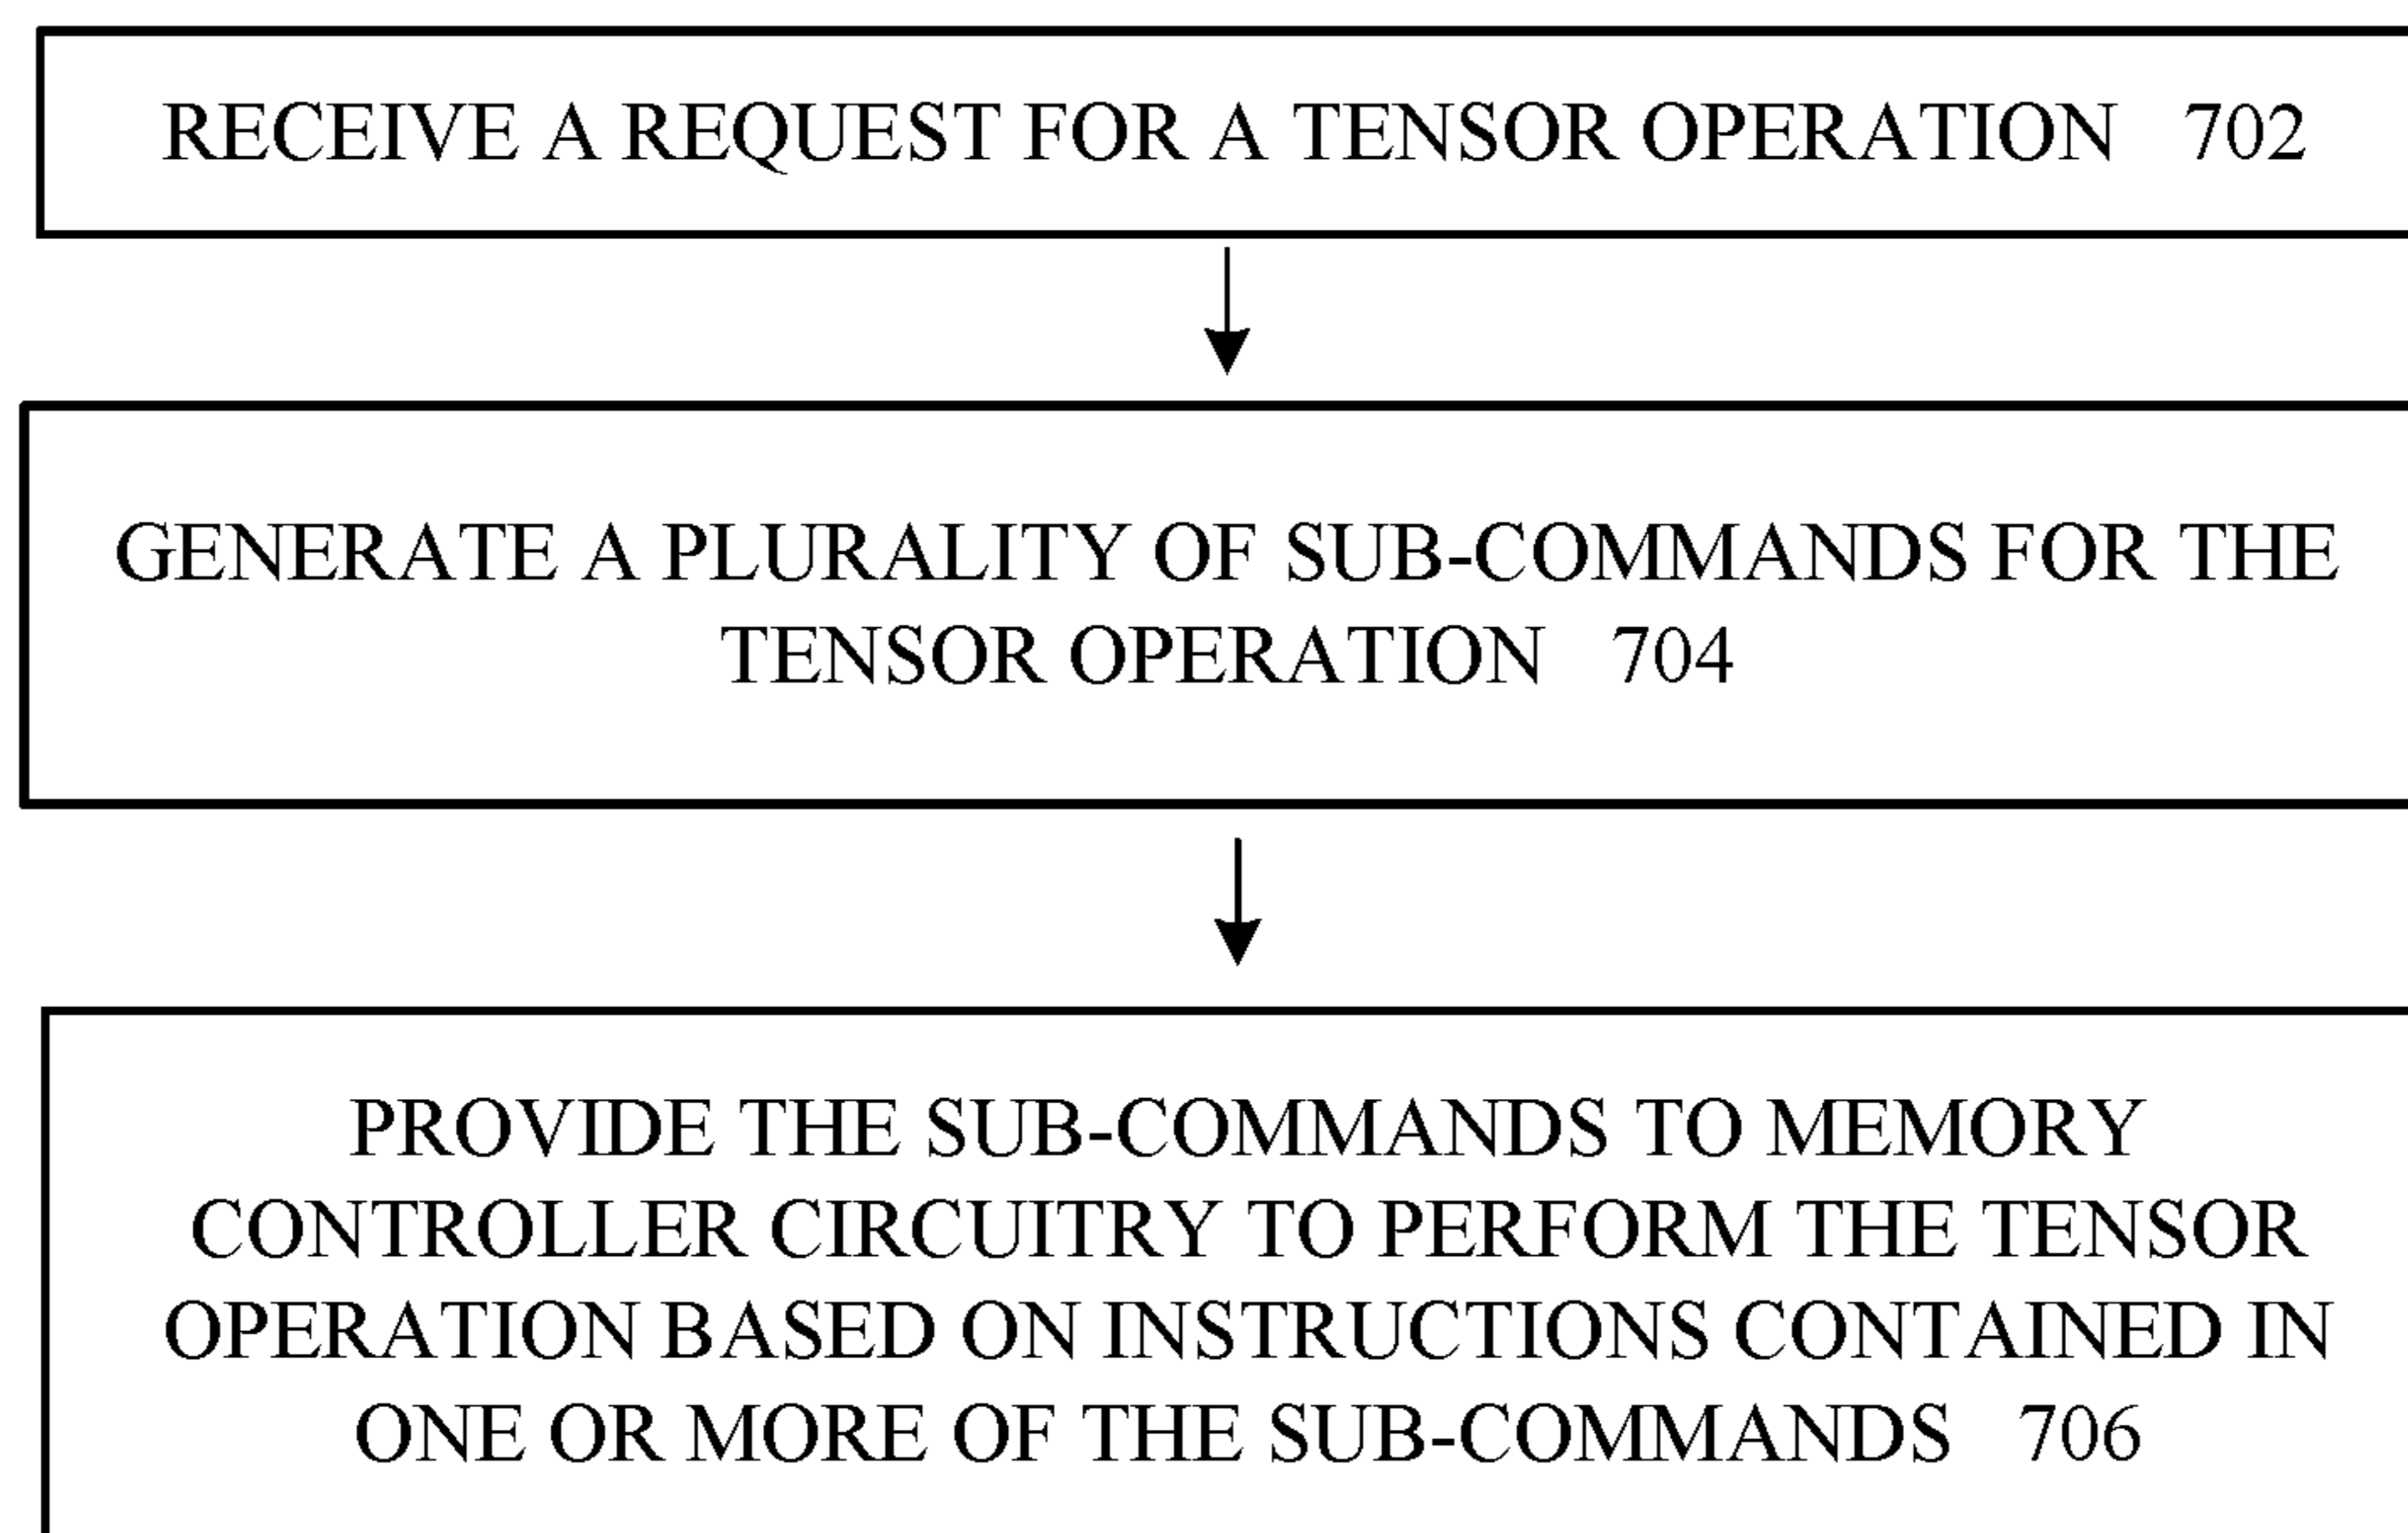 RECEIVE A REQUEST FOR A TENSOR OPERATION 702
GENERATE A PLURALITY OF SUB-COMMANDS FOR THE
TENSOR OPERATION 704
PROVIDE THE SUB-COMMANDS TO MEMORY
CONTROLLER CIRCUITRY TO PERFORM THE TENSOR
OPERATION BASED ON INSTRUCTIONS CONTAINED IN
ONE OR MORE OF THE SUB-COMMANDS 706